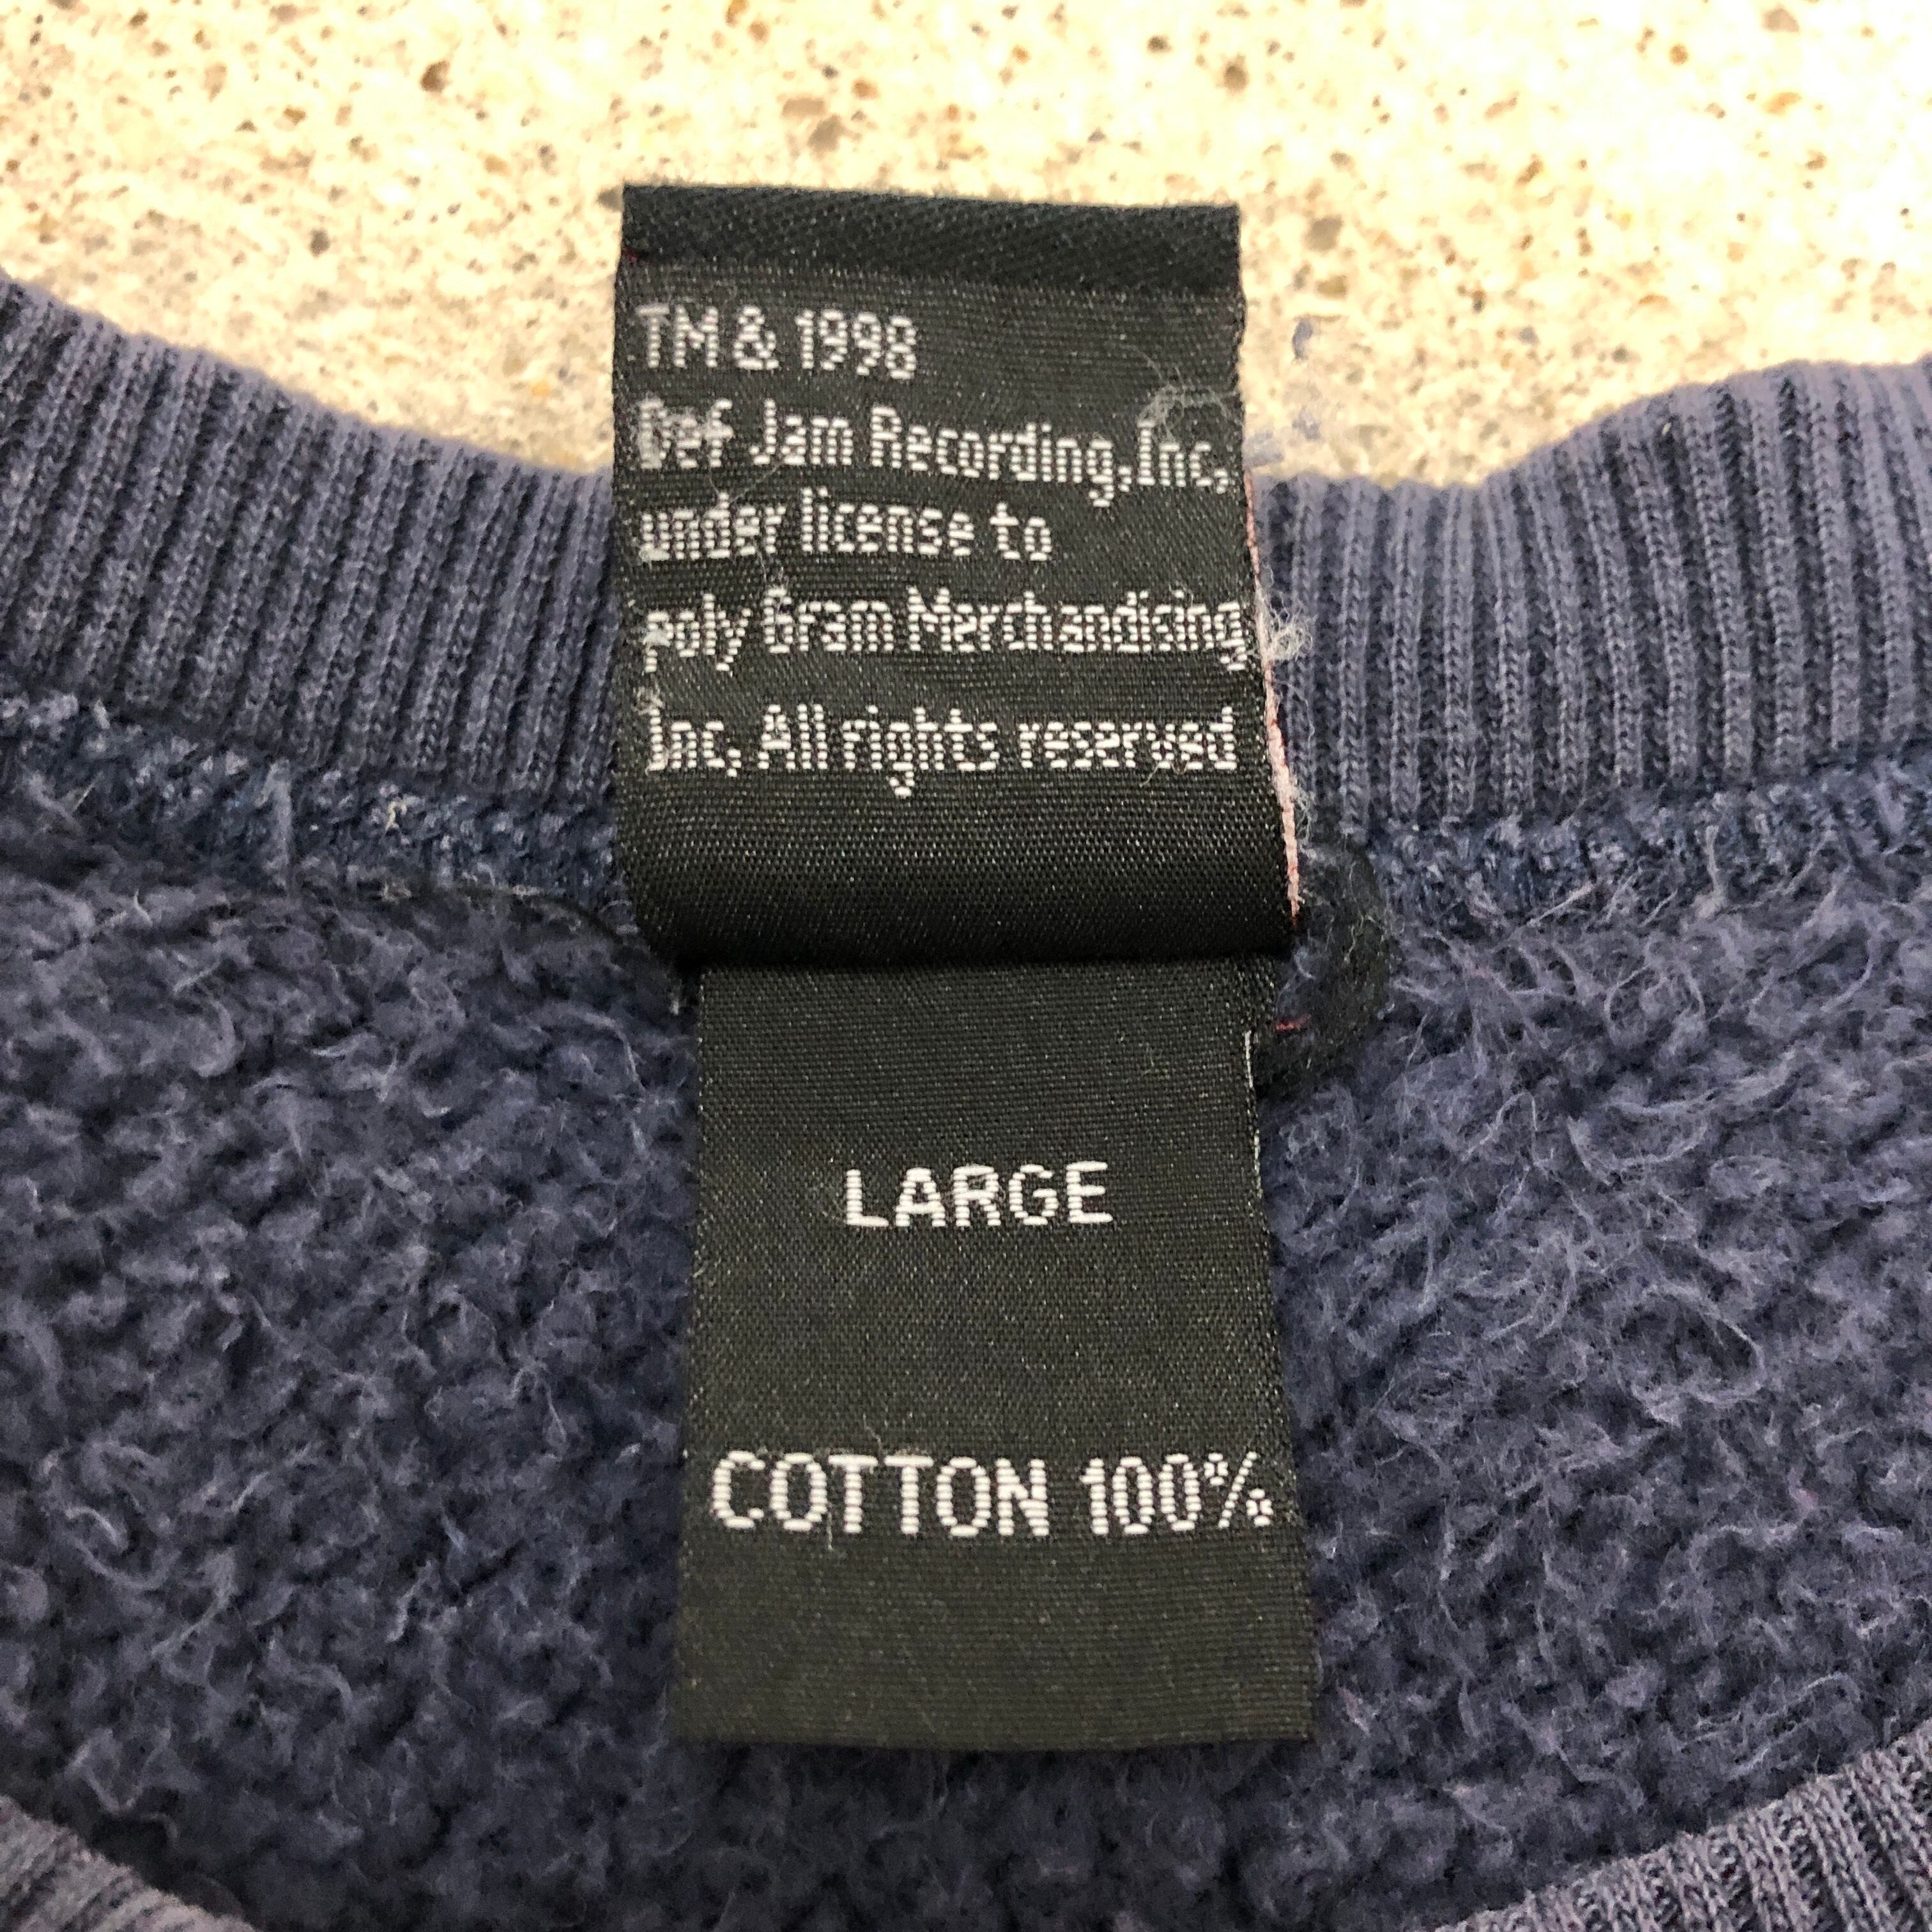 TM & 1998
Def Jam Recording,Inc,
under license to
poly Gram Merchandising
Inc, All rights reserved
LARGE
COTTON 100%